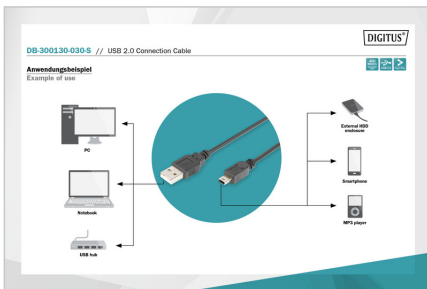 DIGITUS®
DB-300130-030-S // USB 2.0 Connection Cable
Anwendungsbeispiel
Example of use
PC
Notebook
USB hub
External HDD
enclosure
Smartphone
MP3 player